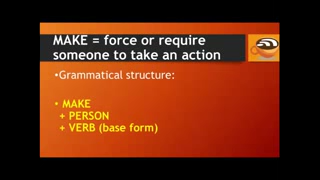 MAKE = force or require
someone to take an action
•Grammatical structure:
• MAKE
+ PERSON
+ VERB (base form)